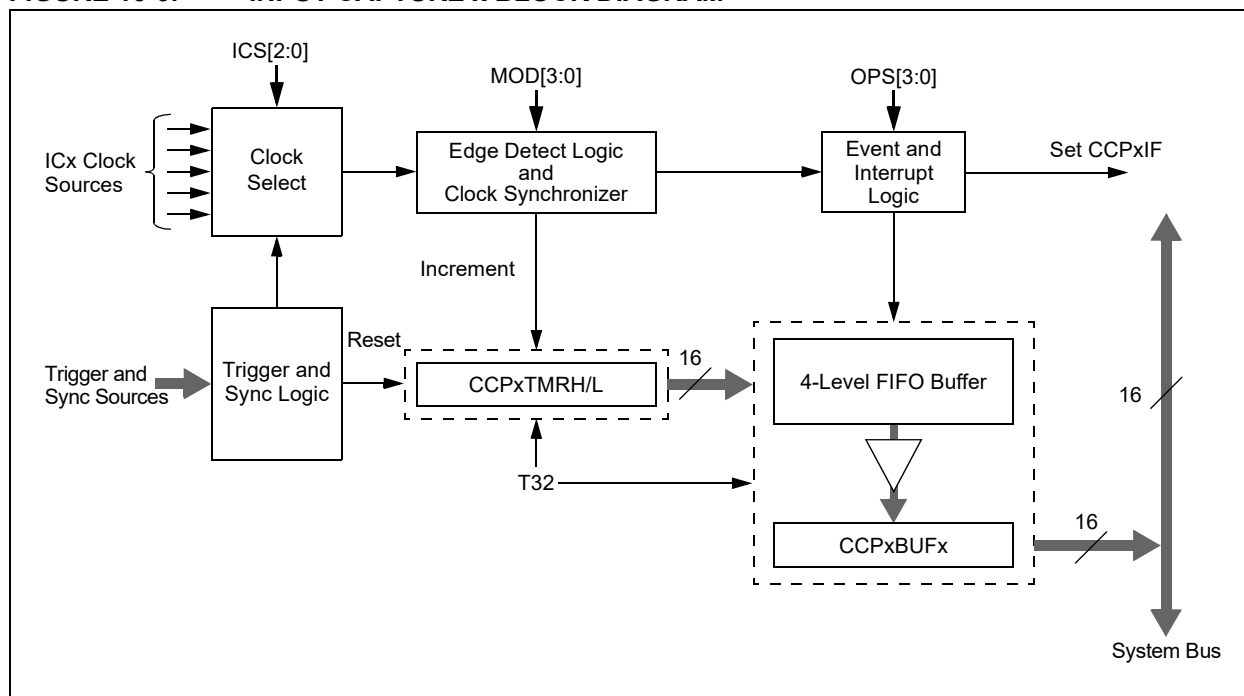 ICS[2:0]
MOD[3:0]
OPS[3:0]
ICx Clock
Sources
Clock
Select
Edge Detect Logic
and
Clock Synchronizer
Event and
Interrupt
Logic
Set CCPxIF
Increment
Reset
Trigger and
Sync Sources
Trigger and
Sync Logic
CCPxTMRH/L
16
4-Level FIFO Buffer
16
T32
CCPxBUFx
16
System Bus